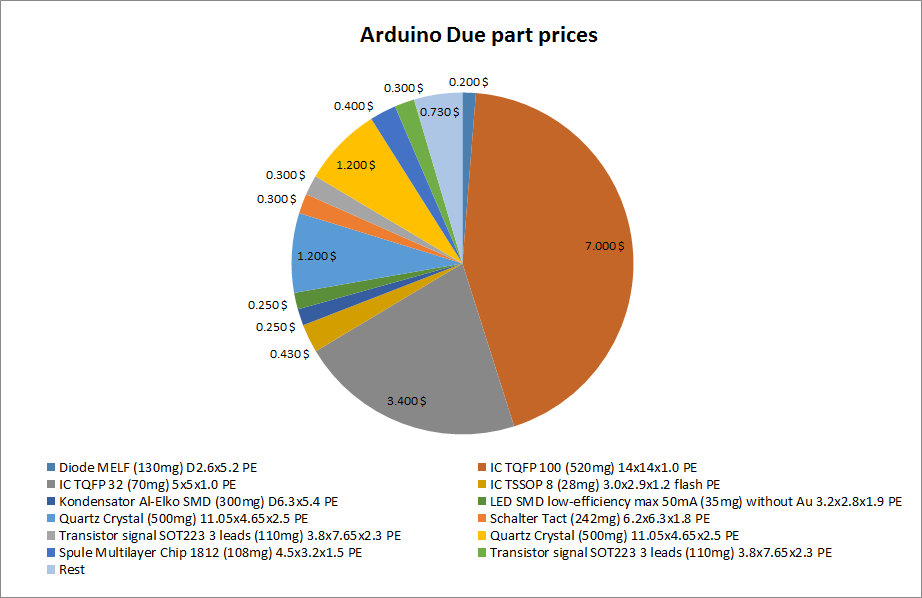 Arduino Due part prices
0.300 $
0.200 $
0.400 $
0.730 $
1.200 $
0.300 $
0.300 $
7.000 $
1.200 $
0.250 $
0.250 $
0.430 $
3.400 $
Diode MELF (130mg) D2.6x5.2 PE
IC TQFP 100 (520mg) 14x14x1.0 PE
IC TQFP 32 (70mg) 5x5x1.0 PE
IC TSSOP 8 (28mg) 3.0x2.9x1.2 flash PE
Kondensator Al-Elko SMD (300mg) D6.3x5.4 PE
LED SMD low-efficiency max 50mA (35mg) without Au 3.2x2.8x1.9 PE
Quartz Crystal (500mg) 11.05x4.65x2.5 PE
Schalter Tact (242mg) 6.2x6.3x1.8 PE
Transistor signal SOT223 3 leads (110mg) 3.8x7.65x2.3 PE
Quartz Crystal (500mg) 11.05x4.65x2.5 PE
Spule Multilayer Chip 1812 (108mg) 4.5x3.2x1.5 PE
Transistor signal SOT223 3 leads (110mg) 3.8x7.65x2.3 PE
Rest